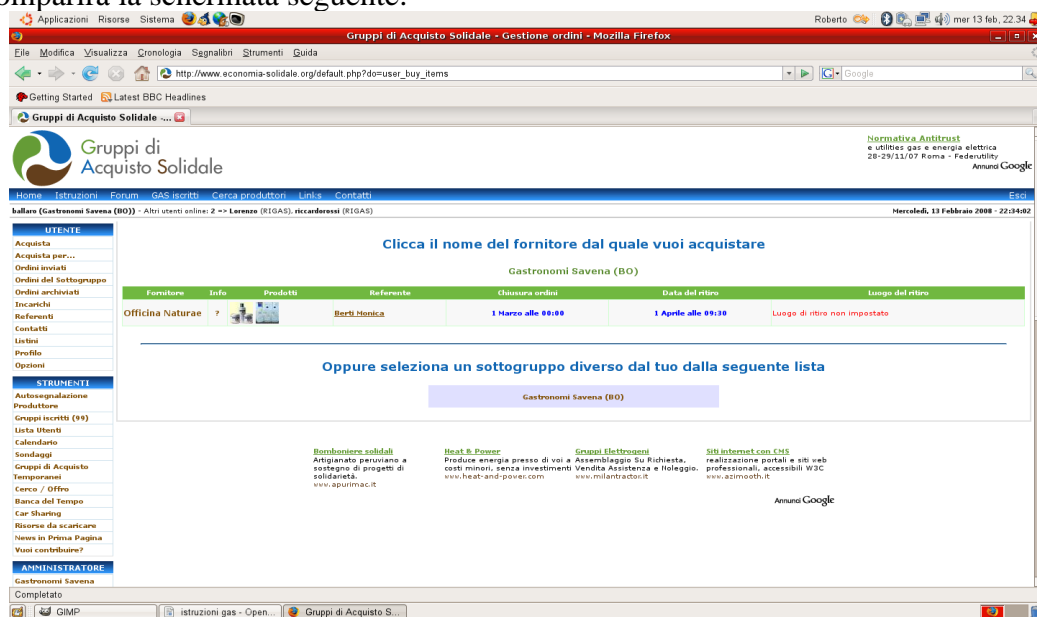 omparirà la schermata seguente:
Applicazioni Risorse Sistema
Roberto
mer 13 feb, 22.34
Gruppi di Acquisto Solidale - Gestione ordini - Mozilla Firefox
File Modifica Visualizza Cronologia Segnalibri Strumenti Guida
http://www.economia-solidale.org/default.php?do=user_buy_items
Google
Getting Started Latest BBC Headlines
Gruppi di Acquisto Solidale -...
Gruppi di
Acquisto Solidale
Normativa Antitrust
e utilities gas e energia elettrica
28-29/11/07 Roma - Federutility
Annunci Google
Home Istruzioni Forum GAS iscritti Cerca produttori Links Contatti Esci
ballaro (Gastronomi Savena (BO)) - Altri utenti online: 2 => Lorenzo (RIGAS), riccardorossi (RIGAS)
Mercoledì, 13 Febbraio 2008 - 22:34:02
UTENTE
Acquista
Acquista per...
Ordini inviati
Ordini del Sottogruppo
Ordini archiviati
Incarichi
Referenti
Contatti
Listini
Profilo
Opzioni
STRUMENTI
Autosegnalazione
Produttore
Gruppi iscritti (99)
Lista Utenti
Calendario
Sondaggi
Gruppi di Acquisto
Temporanei
Cerco / Offro
Banca del Tempo
Car Sharing
Risorse da scaricare
News in Prima Pagina
Vuoi contribuire?
AMMINISTRATORE
Gastronomi Savena
Clicca il nome del fornitore dal quale vuoi acquistare
Gastronomi Savena (BO)
Fornitore Info Prodotti Referente Chiusura ordini Data del ritiro Luogo del ritiro
Officina Naturae ? Berti Monica 1 Marzo alle 00:00 1 Aprile alle 09:30 Luogo di ritiro non impostato
Oppure seleziona un sottogruppo diverso dal tuo dalla seguente lista
Gastronomi Savena (BO)
Bomboniere solidali
Artigianato peruviano a
sostegno di progetti di
solidarietà.
www.apurimac.it
Heat & Power
Produce energia presso di voi a
costi minori, senza investimenti
www.heat-and-power.com
Gruppi Elettrogeni
Assemblaggio Su Richiesta,
Vendita Assistenza e Noleggio.
www.milantractor.it
Siti internet con CMS
realizzazione portali e siti web
professionali, accessibili W3C
www.azimooth.it
Annunci Google
Completato
GIMP
istruzioni gas - Open...
Gruppi di Acquisto S...